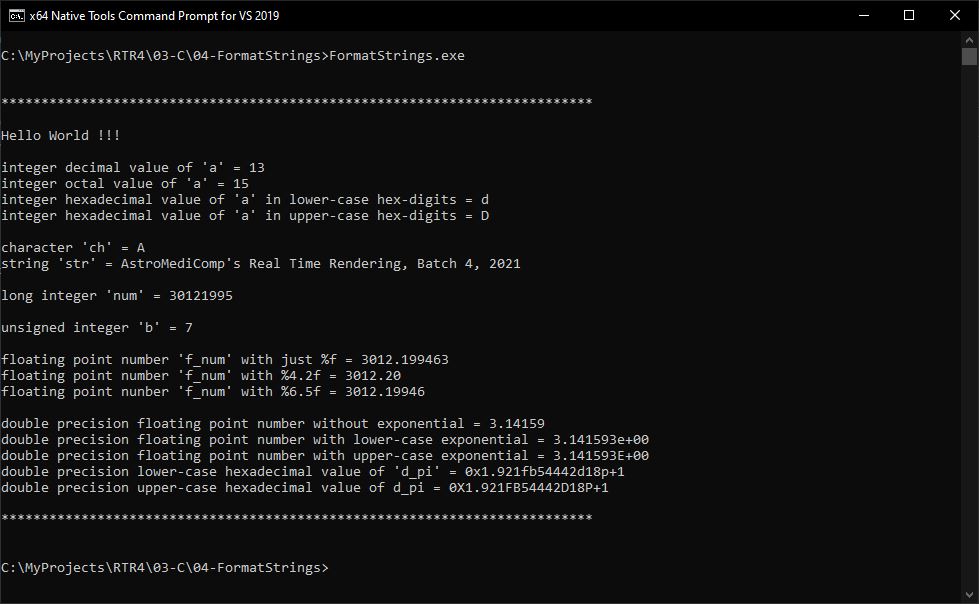 x64 Native Tools Command Prompt for VS 2019
C:\MyProjects\RTR4\03-C\04-FormatStrings>FormatStrings.exe
**************************************************************************
Hello World !!!
integer decimal value of 'a' = 13
integer octal value of 'a' = 15
integer hexadecimal value of 'a' in lower-case hex-digits = d
integer hexadecimal value of 'a' in upper-case hex-digits = D
character 'ch' = A
string 'str' = AstroMediComp's Real Time Rendering, Batch 4, 2021
long integer 'num' = 30121995
unsigned integer 'b' = 7
floating point number 'f_num' with just %f = 3012.199463
floating point number 'f_num' with %4.2f = 3012.20
floating point nunber 'f_num' with %6.5f = 3012.19946
double precision floating point number without exponential = 3.14159
double precision floating point number with lower-case exponential = 3.141593e+00
double precision floating point number with upper-case exponential = 3.141593E+00
double precision lower-case hexadecimal value of 'd_pi' = 0x1.921fb54442d18p+1
double precision upper-case hexadecimal value of d_pi = 0X1.921FB54442D18P+1
**************************************************************************
C:\MyProjects\RTR4\03-C\04-FormatStrings>